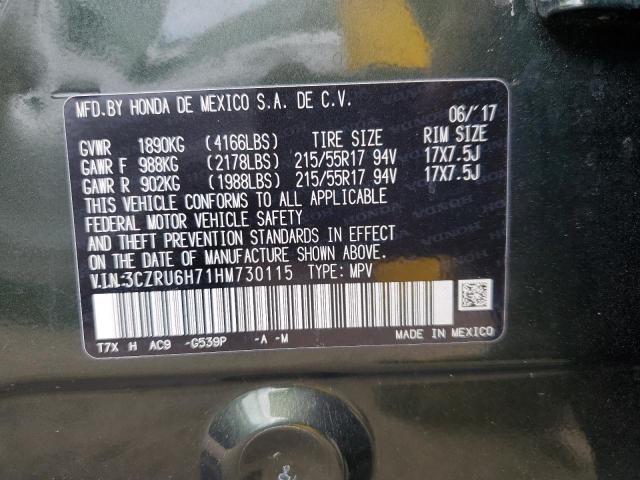 MFD.BY HONDA DE MEXICO S.A. DE C.V. 06/'17
GVWR 1890KG (4166LBS) TIRE SIZE RIM SIZE
GAWR F 988KG (2178LBS) 215/55R17 94V 17X7.5J
GAWR R 902KG (1988LBS) 215/55R17 94V 17X7.5J
THIS VEHICLE CONFORMS TO ALL APPLICABLE
FEDERAL MOTOR VEHICLE SAFETY
AND THEFT PREVENTION STANDARDS IN EFFECT
ON THE DATE OF MANUFACTURE SHOWN ABOVE.
V.I.N:3CZRU6H71HM730115 TYPE: MPV
T7X H AC9 -G539P -A -M MADE IN MEXICO